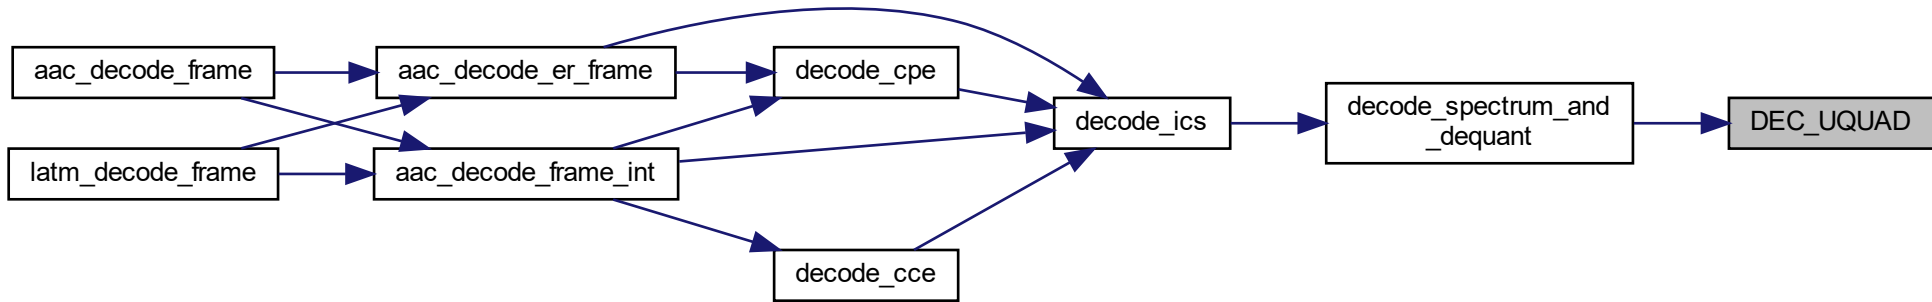 aac_decode_frame
latm_decode_frame
aac_decode_er_frame
aac_decode_frame_int
decode_cpe
decode_cce
decode_ics
decode_spectrum_and
_dequant
DEC_UQUAD